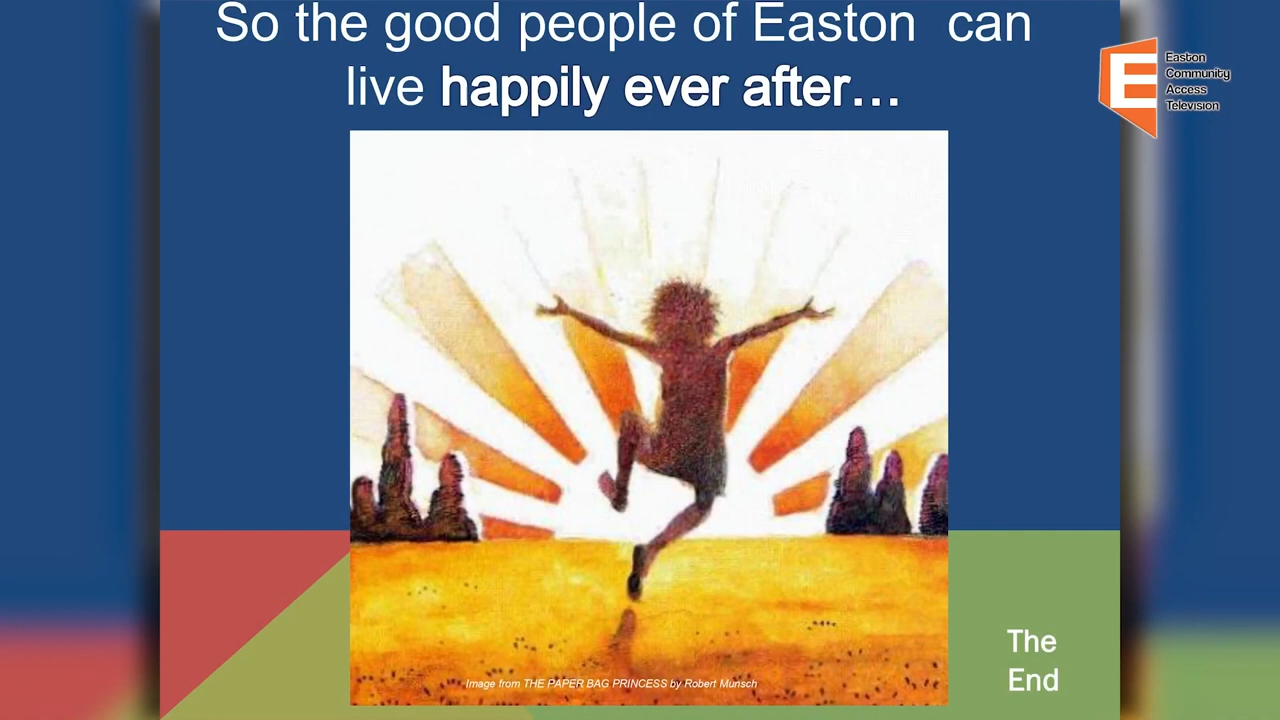 So the good people of Easton can
live happily ever after...
E
Easton
Community
Access
Television
Image from THE PAPER BAG PRINCESS by Robert Munsch
The
End